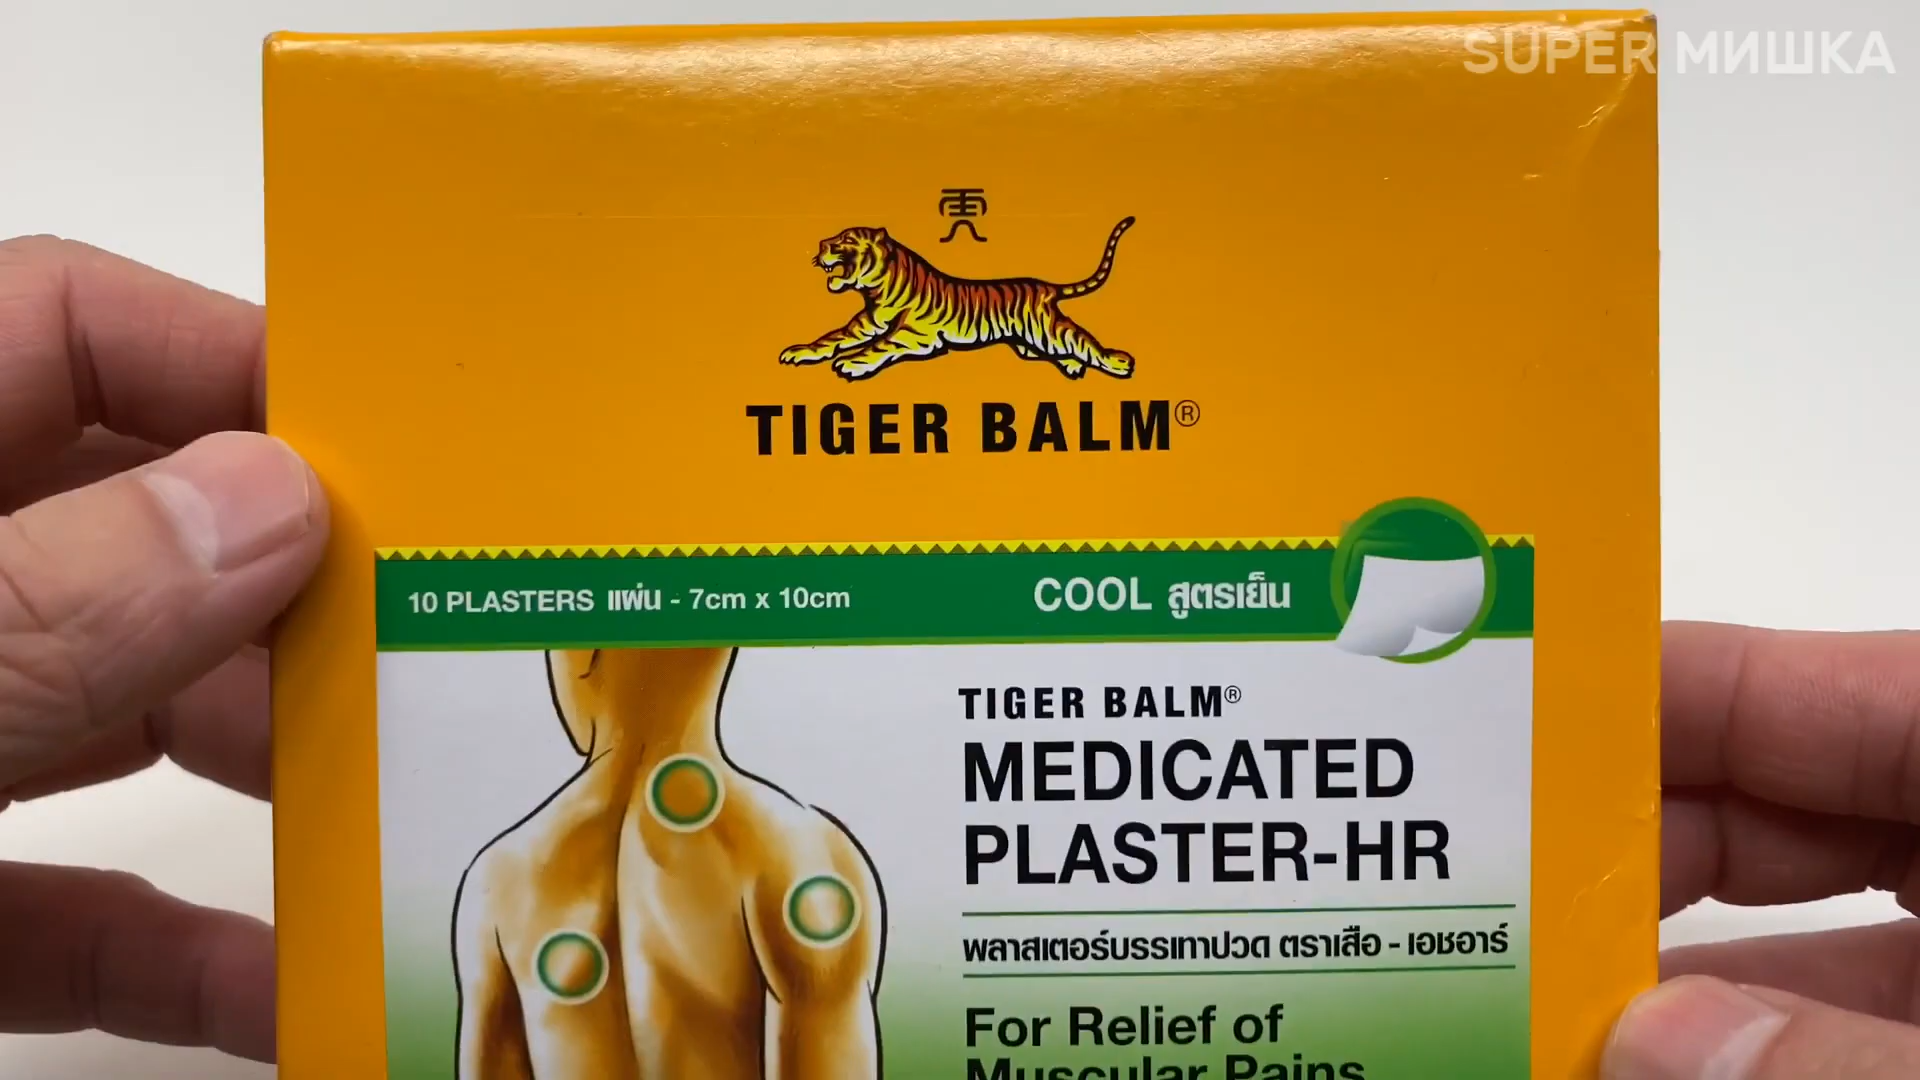 SUPER МИШКА
TIGER BALM®
10 PLASTERS แผ่น - 7cm x 10cm
COOL สูตรเย็น
TIGER BALM®
MEDICATED
PLASTER-HR
พลาสเตอร์บรรเทาปวด ตราเสือ - เอชอาร์
For Relief of
Muscular Pains